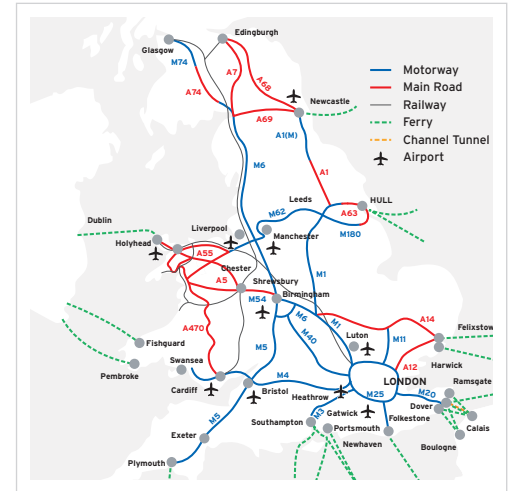 Edinburgh
Glasgow
M74
A7
A68
A74
Newcastle
A69
A1(M)
M6
A1
Motorway
Main Road
Railway
Ferry
Channel Tunnel
Airport
Leeds
HULL
A63
M62
M180
Dublin
Liverpool
Manchester
Holyhead
A55
Chester
M1
A5
Shrewsbury
M54
Birmingham
A470
M6
M1
A14
M40
M11
Felixstow
Luton
Fishguard
M5
Harwick
Swansea
A12
Pembroke
M4
LONDON
Ramsgate
Cardiff
Bristol
Heathrow
M25
M20
Dover
M3
Gatwick
Southampton
Portsmouth
Folkestone
Calais
M5
Exeter
Newhaven
Boulogne
Plymouth